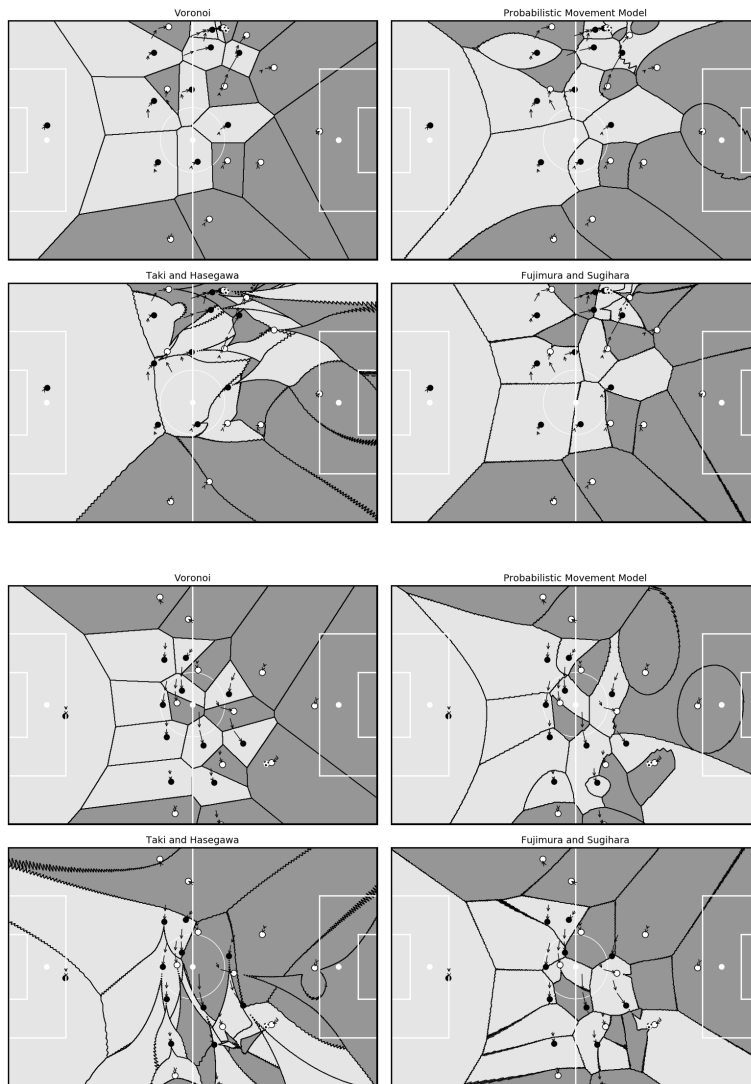 Voronoi
Probabilistic Movement Model
Taki and Hasegawa
Fujimura and Sugihara
Voronoi
Probabilistic Movement Model
Taki and Hasegawa
Fujimura and Sugihara